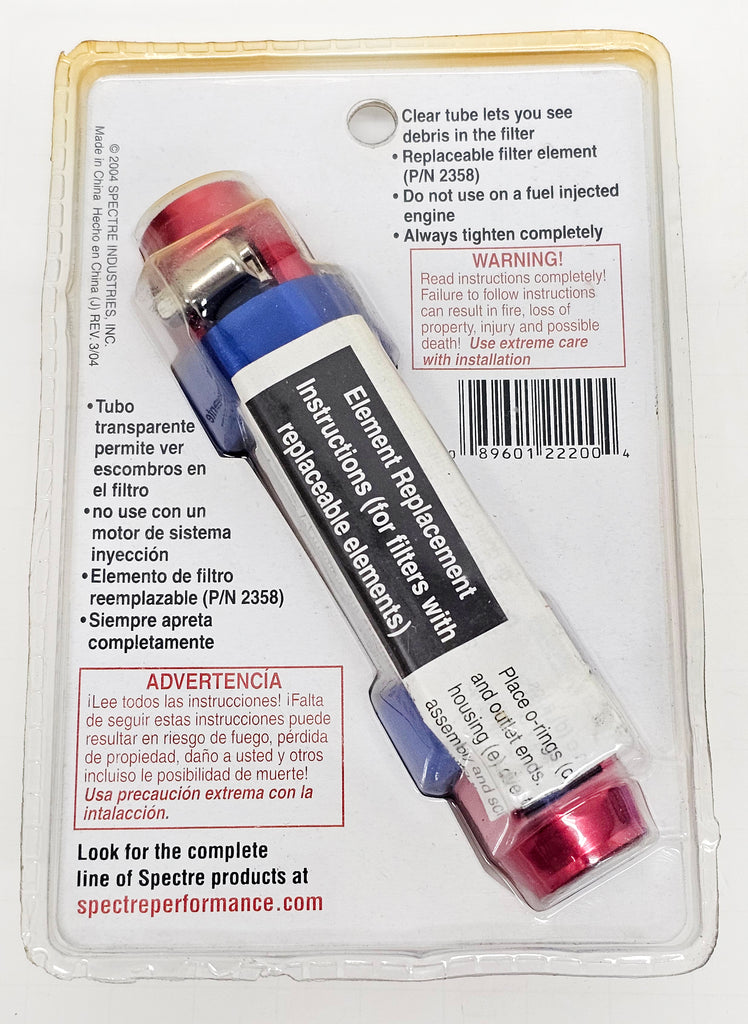 Clear tube lets you see
debris in the filter
• Replaceable filter element
(P/N 2358)
• Do not use on a fuel injected
engine
• Always tighten completely
WARNING!
Read instructions completely!
Failure to follow instructions
can result in fire, loss of
property, injury and possible
death! Use extreme care
with installation
89601 22200 4
© 2004 SPECTRE INDUSTRIES, INC.
Made in China Hecho en China (J) REV. 3/04
Element Replacement
Instructions (for filters with
replaceable elements)
Place o-rings (c
and outlet ends.
housing (e)
assembly and
• Tubo
transparente
permite ver
escombros en
el filtro
• no use con un
motor de sistema
inyección
• Elemento de filtro
reemplazable (P/N 2358)
• Siempre apreta
completamente
ADVERTENCÍA
¡Lee todos las instrucciones! ¡Falta
de seguir estas instrucciones puede
resultar en riesgo de fuego, pérdida
de propiedad, daño a usted y otros
incluiso le posibilidad de muerte!
Usa precaución extrema con la
intalacción.
Look for the complete
line of Spectre products at
spectreperformance.com